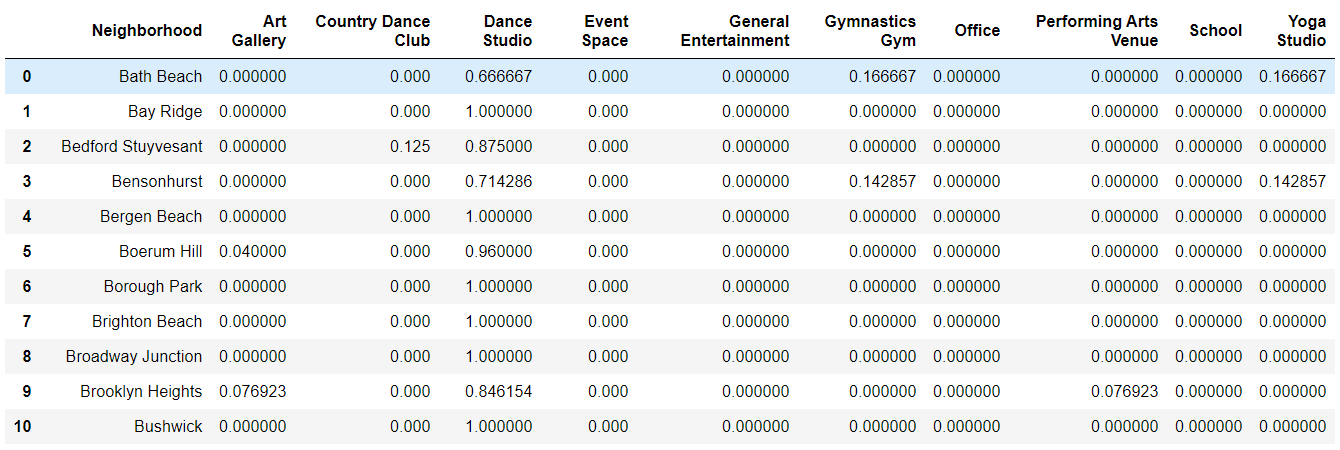 Neighborhood Art Gallery Country Dance Club Dance Studio Event Space General Entertainment Gymnastics Gym Office Performing Arts Venue School Yoga Studio
0 Bath Beach 0.000000 0.000 0.666667 0.000 0.000000 0.166667 0.000000 0.000000 0.000000 0.166667
1 Bay Ridge 0.000000 0.000 1.000000 0.000 0.000000 0.000000 0.000000 0.000000 0.000000 0.000000
2 Bedford Stuyvesant 0.000000 0.125 0.875000 0.000 0.000000 0.000000 0.000000 0.000000 0.000000 0.000000
3 Bensonhurst 0.000000 0.000 0.714286 0.000 0.000000 0.142857 0.000000 0.000000 0.000000 0.142857
4 Bergen Beach 0.000000 0.000 1.000000 0.000 0.000000 0.000000 0.000000 0.000000 0.000000 0.000000
5 Boerum Hill 0.040000 0.000 0.960000 0.000 0.000000 0.000000 0.000000 0.000000 0.000000 0.000000
6 Borough Park 0.000000 0.000 1.000000 0.000 0.000000 0.000000 0.000000 0.000000 0.000000 0.000000
7 Brighton Beach 0.000000 0.000 1.000000 0.000 0.000000 0.000000 0.000000 0.000000 0.000000 0.000000
8 Broadway Junction 0.000000 0.000 1.000000 0.000 0.000000 0.000000 0.000000 0.000000 0.000000 0.000000
9 Brooklyn Heights 0.076923 0.000 0.846154 0.000 0.000000 0.000000 0.000000 0.076923 0.000000 0.000000
10 Bushwick 0.000000 0.000 1.000000 0.000 0.000000 0.000000 0.000000 0.000000 0.000000 0.000000